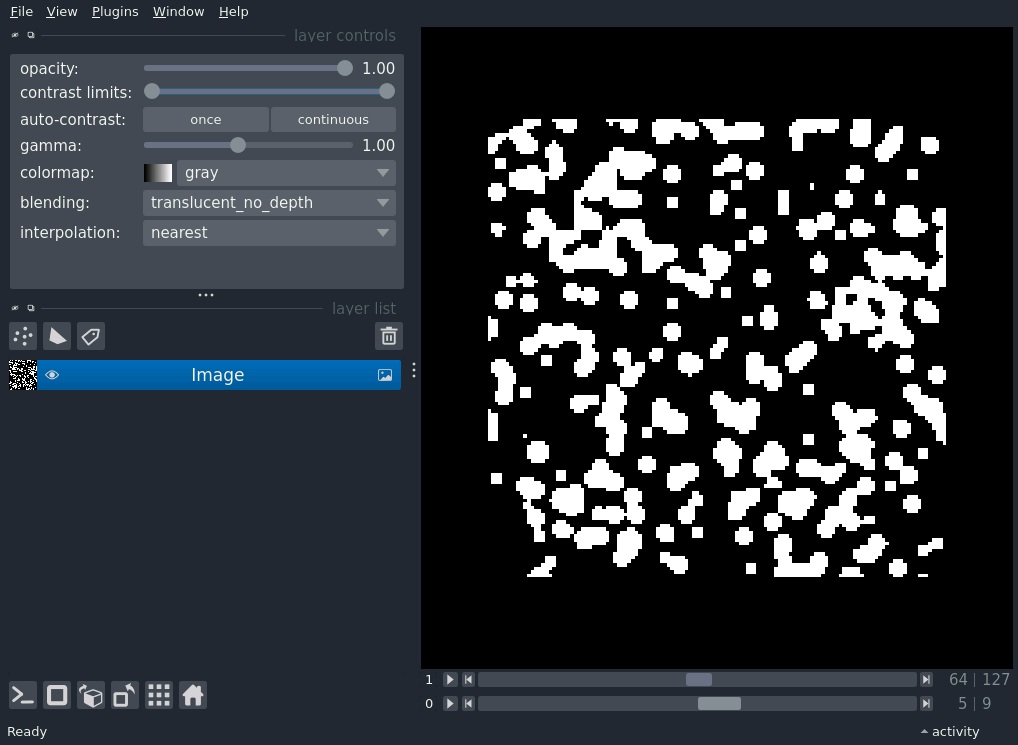 File View Plugins Window Help
layer controls
opacity: 1.00
contrast limits:
auto-contrast: once continuous
gamma: 1.00
colormap: gray
blending: translucent_no_depth
interpolation: nearest
layer list
Image
1 64 | 127
0 5 | 9
Ready activity